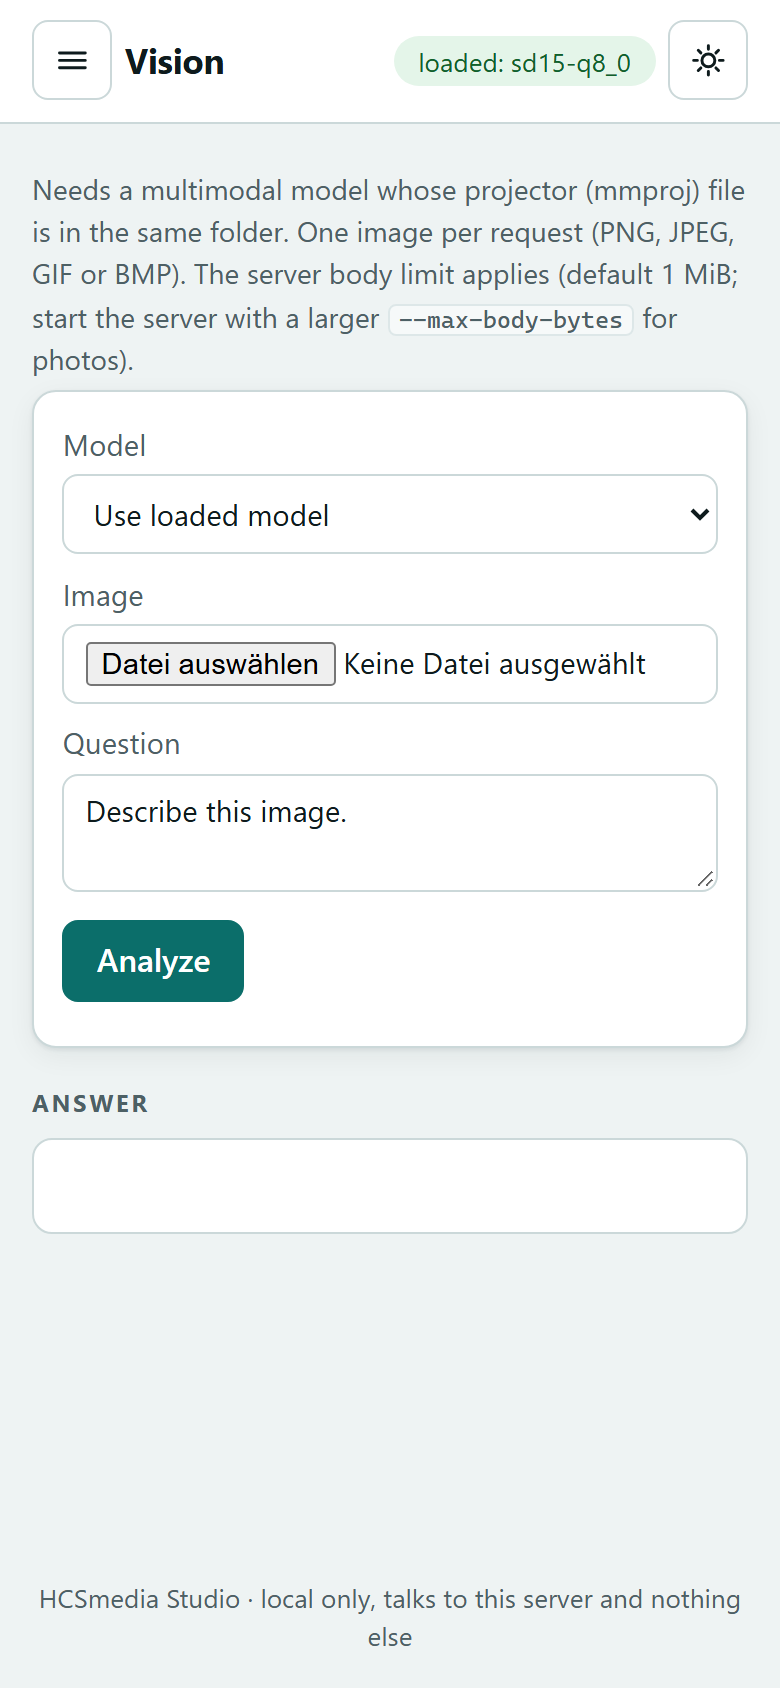 Vision
loaded: sd15-q8_0
Needs a multimodal model whose projector (mmproj) file
is in the same folder. One image per request (PNG, JPEG,
GIF or BMP). The server body limit applies (default 1 MiB;
start the server with a larger --max-body-bytes for
photos).
Model
Use loaded model
Image
Datei auswählen Keine Datei ausgewählt
Question
Describe this image.
Analyze
ANSWER
HCSmedia Studio · local only, talks to this server and nothing
else